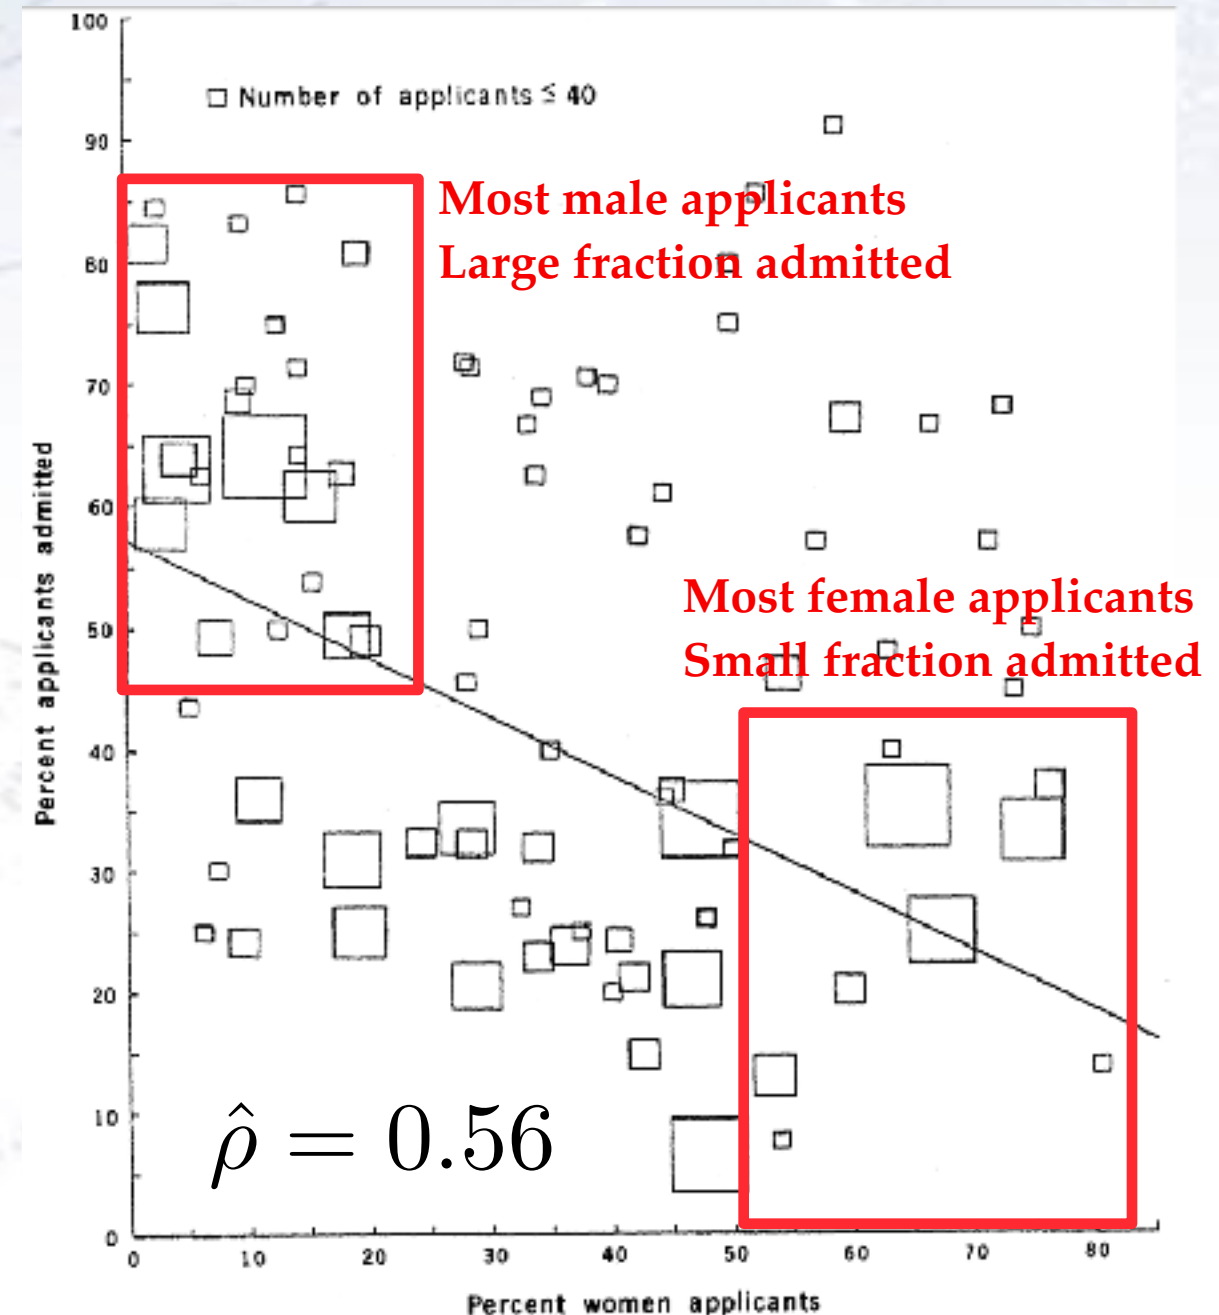 100
Number of applicants ≤ 40
90
Most male applicants
Large fraction admitted
80
70
60
Most female applicants
Small fraction admitted
50
40
30
20
10
0
Percent applicants admitted
ρ̂ = 0.56
0 10 20 30 40 50 60 70 80
Percent women applicants